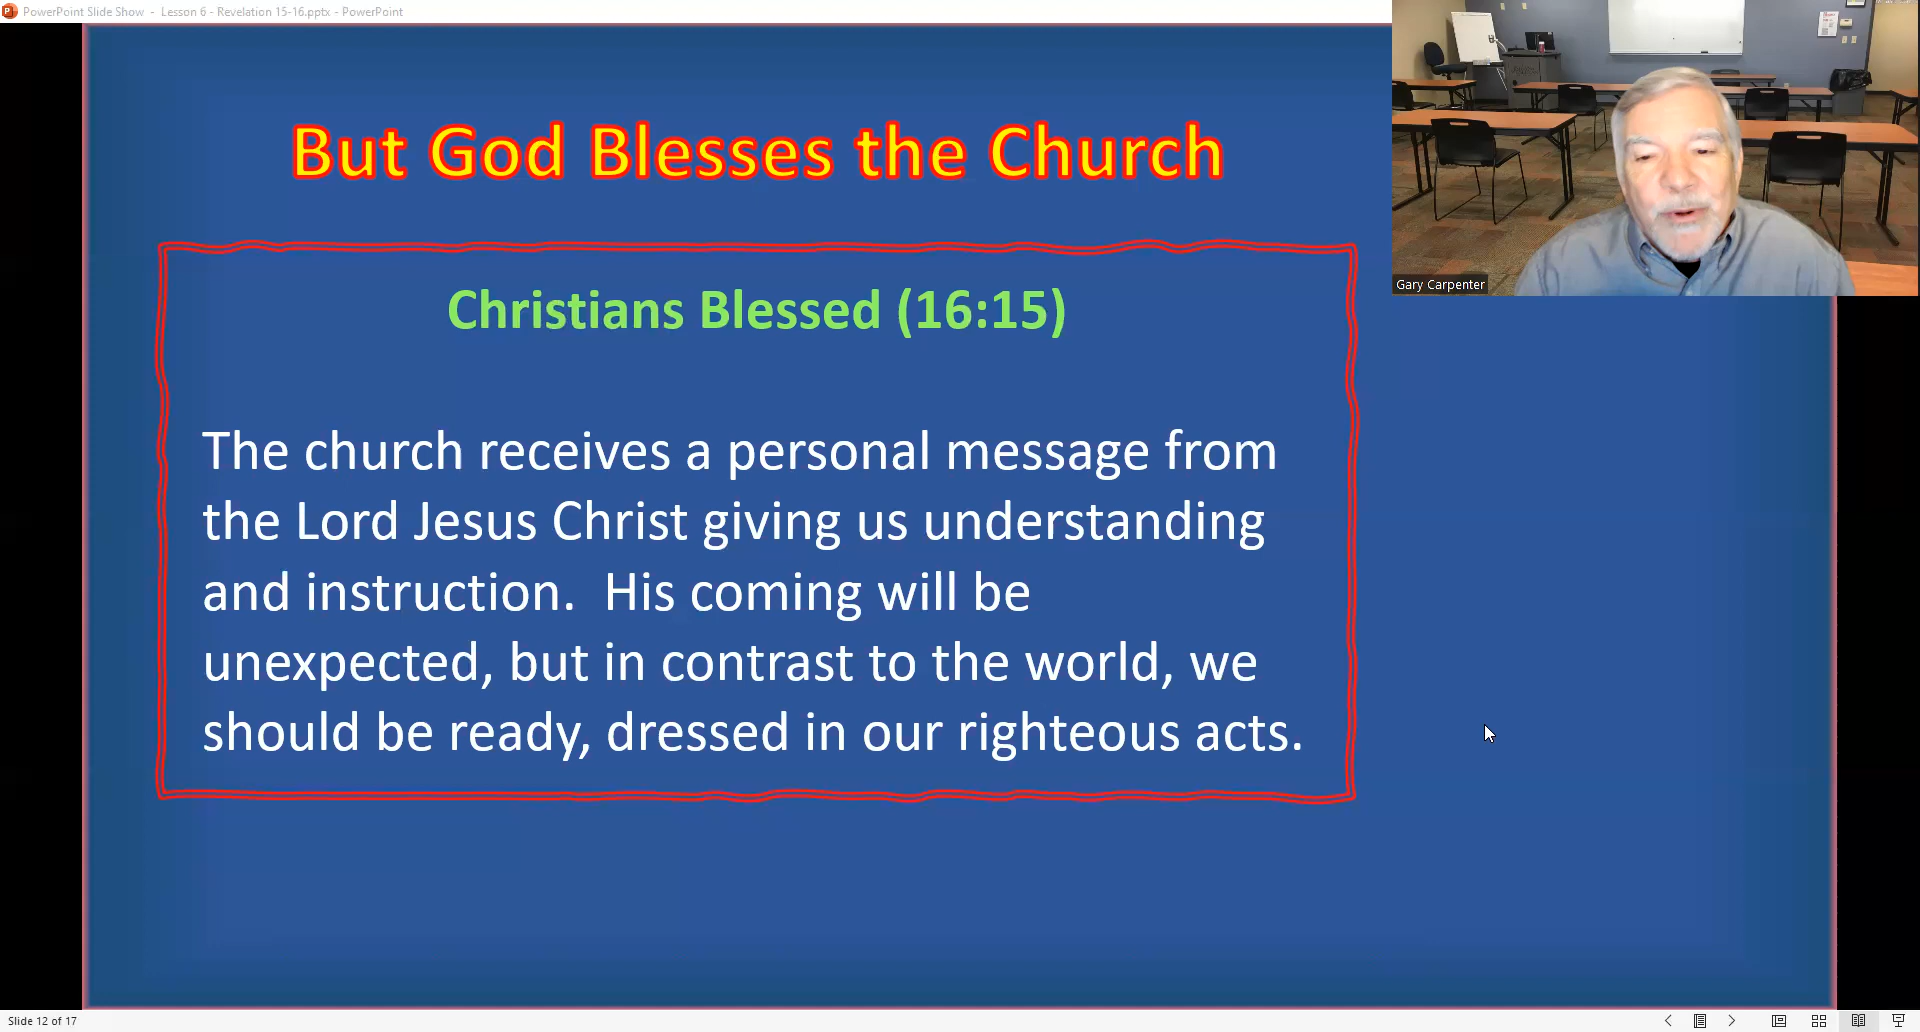 PowerPoint Slide Show - Lesson 6 - Revelation 15-16.pptx - PowerPoint
But God Blesses the Church
Christians Blessed (16:15)
The church receives a personal message from
the Lord Jesus Christ giving us understanding
and instruction.  His coming will be
unexpected, but in contrast to the world, we
should be ready, dressed in our righteous acts.
Gary Carpenter
Slide 12 of 17